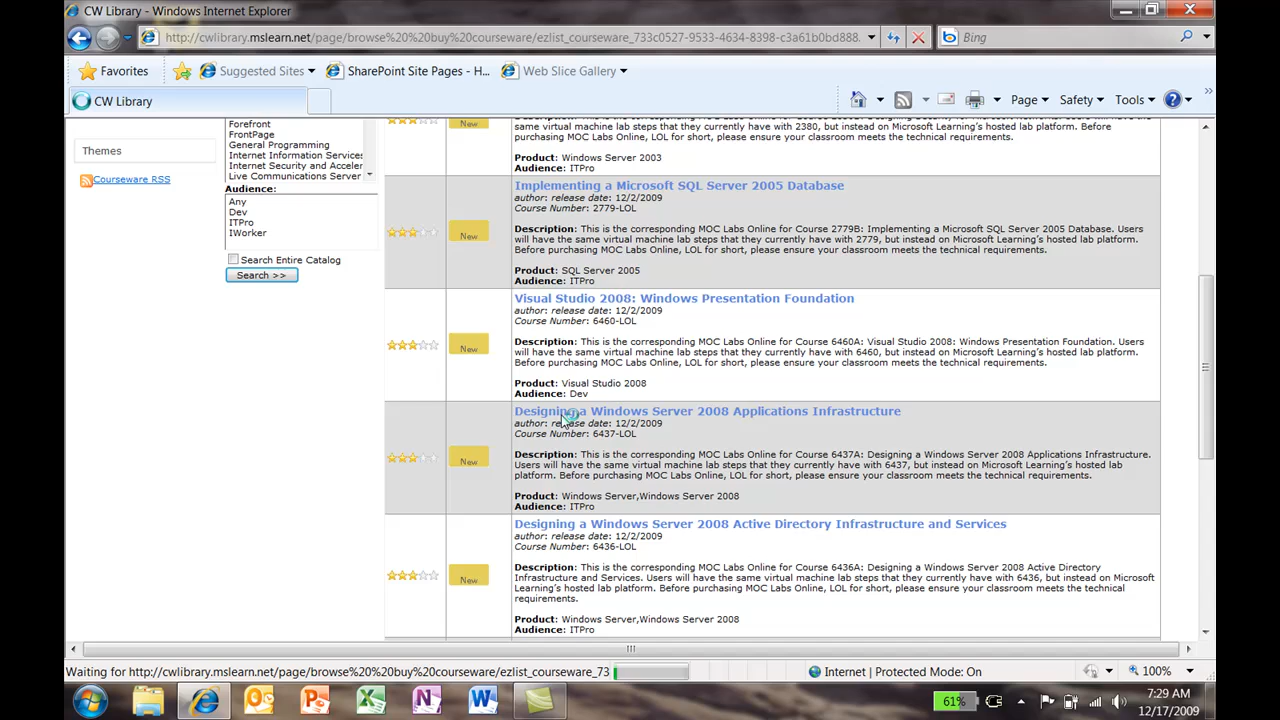 CW Library - Windows Internet Explorer
http://cwlibrary.mslearn.net/page/browse%20%20buy%20courseware/ezlist_courseware_733c0527-9533-4634-8398-c3a61b0bd888.
Bing
Favorites
Suggested Sites
SharePoint Site Pages - H...
Web Slice Gallery
CW Library
Page
Safety
Tools
Themes
Courseware RSS
Forefront
FrontPage
General Programming
Internet Information Services
Internet Security and Acceler
Live Communications Server
Audience:
Any
Dev
ITPro
IWorker
Search Entire Catalog
Search >>
New
same virtual machine lab steps that they currently have with 2380, but instead on Microsoft Learning's hosted lab platform. Before
purchasing MOC Labs Online, LOL for short, please ensure your classroom meets the technical requirements.
Product: Windows Server 2003
Audience: ITPro
New
Implementing a Microsoft SQL Server 2005 Database
author: release date: 12/2/2009
Course Number: 2779-LOL
Description: This is the corresponding MOC Labs Online for Course 2779B: Implementing a Microsoft SQL Server 2005 Database. Users
will have the same virtual machine lab steps that they currently have with 2779, but instead on Microsoft Learning's hosted lab platform.
Before purchasing MOC Labs Online, LOL for short, please ensure your classroom meets the technical requirements.
Product: SQL Server 2005
Audience: ITPro
New
Visual Studio 2008: Windows Presentation Foundation
author: release date: 12/2/2009
Course Number: 6460-LOL
Description: This is the corresponding MOC Labs Online for Course 6460A: Visual Studio 2008: Windows Presentation Foundation. Users
will have the same virtual machine lab steps that they currently have with 6460, but instead on Microsoft Learning's hosted lab platform.
Before purchasing MOC Labs Online, LOL for short, please ensure your classroom meets the technical requirements.
Product: Visual Studio 2008
Audience: Dev
New
Designing a Windows Server 2008 Applications Infrastructure
author: release date: 12/2/2009
Course Number: 6437-LOL
Description: This is the corresponding MOC Labs Online for Course 6437A: Designing a Windows Server 2008 Applications Infrastructure.
Users will have the same virtual machine lab steps that they currently have with 6437, but instead on Microsoft Learning's hosted lab
platform. Before purchasing MOC Labs Online, LOL for short, please ensure your classroom meets the technical requirements.
Product: Windows Server,Windows Server 2008
Audience: ITPro
New
Designing a Windows Server 2008 Active Directory Infrastructure and Services
author: release date: 12/2/2009
Course Number: 6436-LOL
Description: This is the corresponding MOC Labs Online for Course 6436A: Designing a Windows Server 2008 Active Directory
Infrastructure and Services. Users will have the same virtual machine lab steps that they currently have with 6436, but instead on Microsoft
Learning's hosted lab platform. Before purchasing MOC Labs Online, LOL for short, please ensure your classroom meets the technical
requirements.
Product: Windows Server,Windows Server 2008
Audience: ITPro
Waiting for http://cwlibrary.mslearn.net/page/browse%20%20buy%20courseware/ezlist_courseware_73
Internet | Protected Mode: On
100%
61%
7:29 AM
12/17/2009